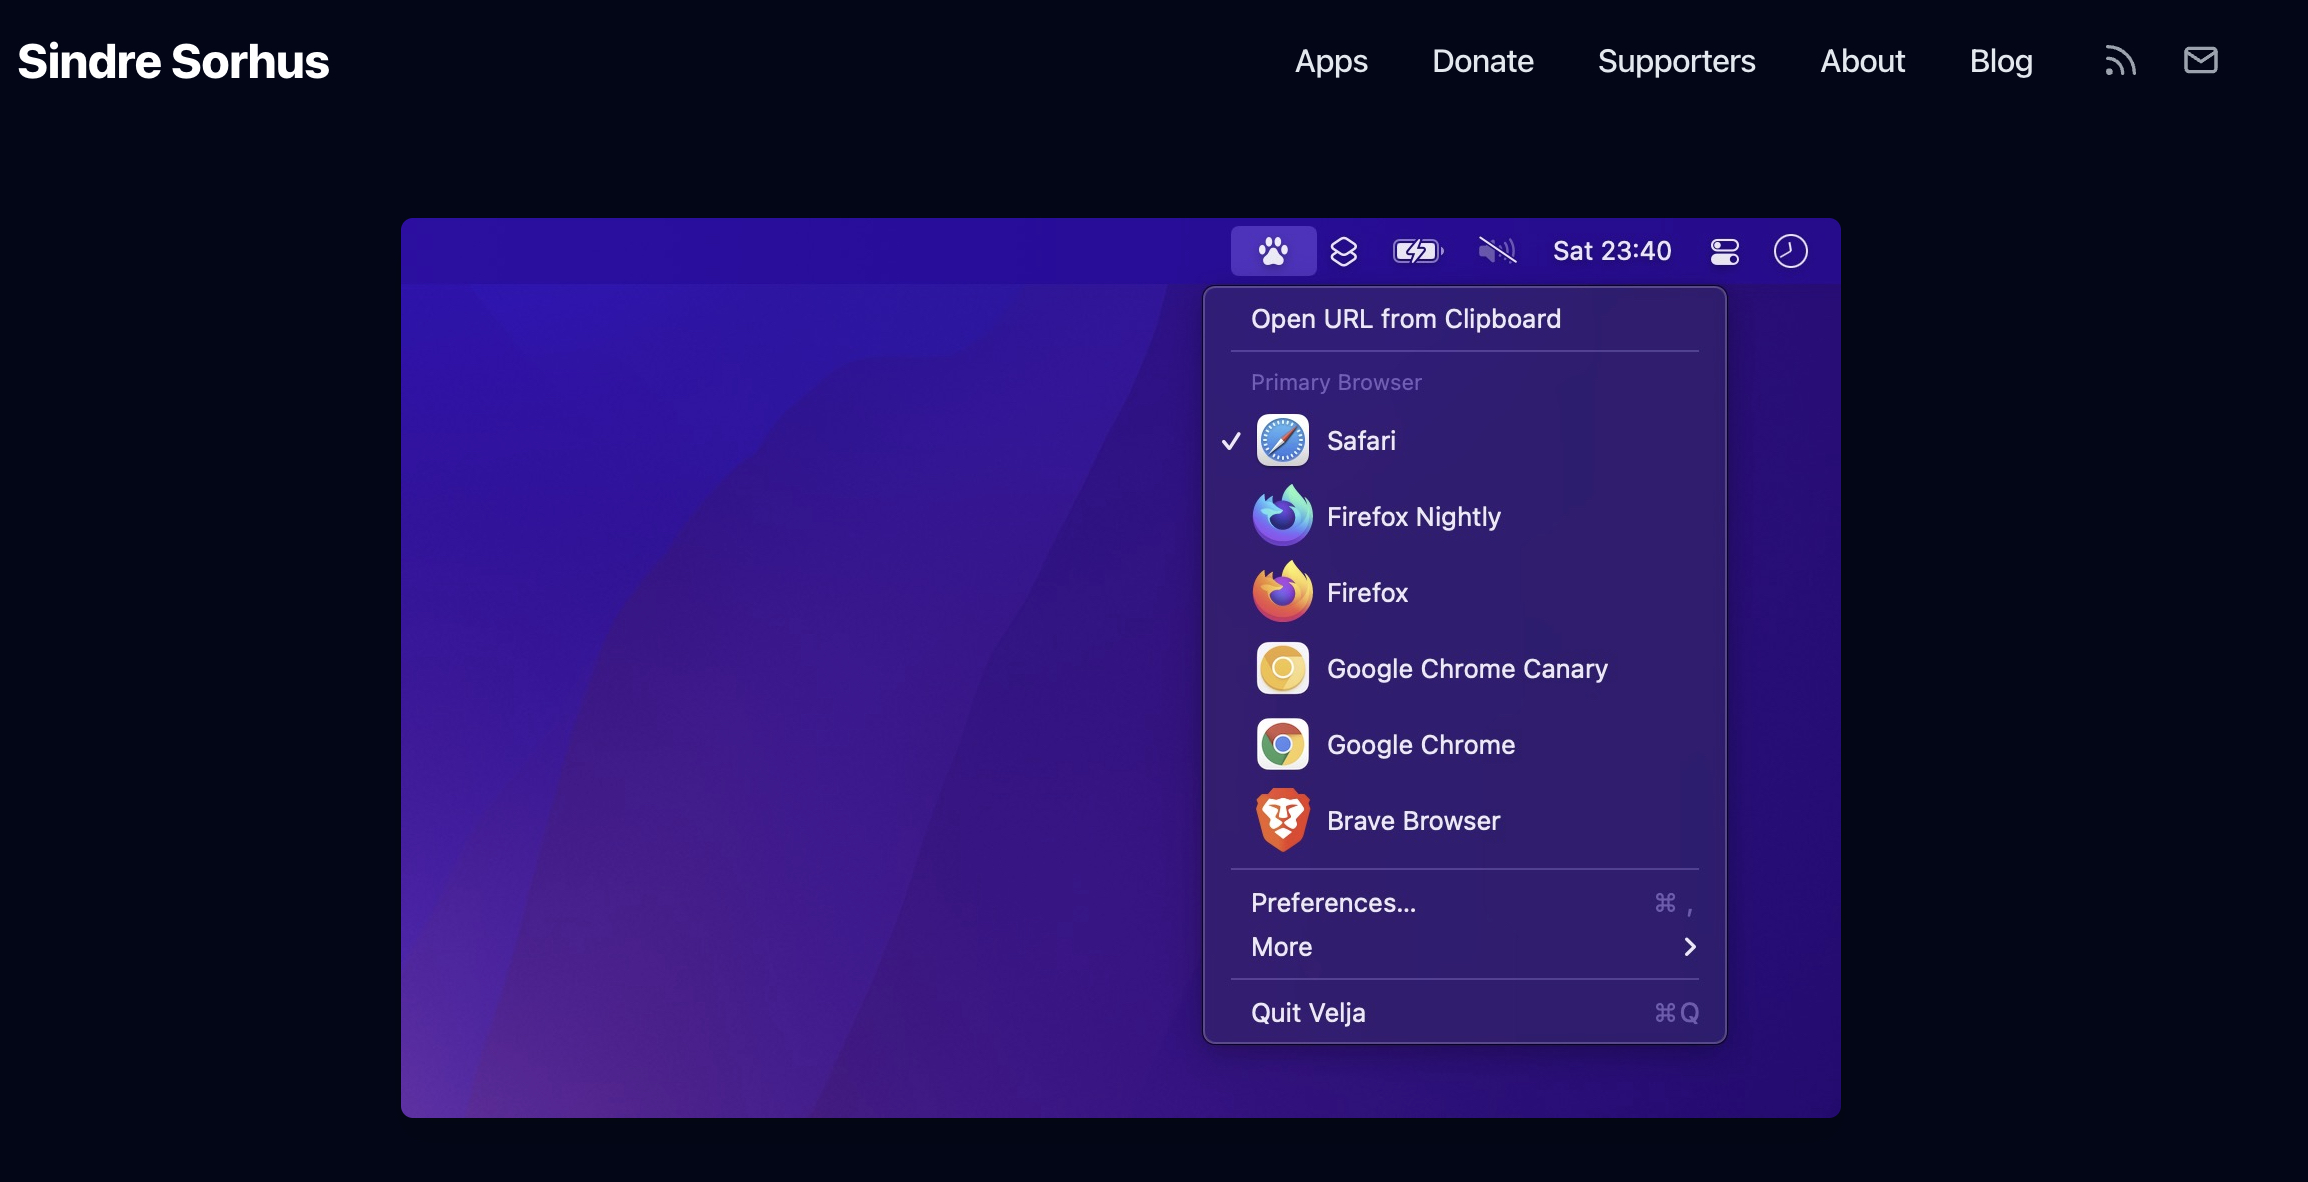 Sindre Sorhus
Apps Donate Supporters About Blog
Sat 23:40
Open URL from Clipboard
Primary Browser
✓ Safari
Firefox Nightly
Firefox
Google Chrome Canary
Google Chrome
Brave Browser
Preferences... ⌘ ,
More
Quit Velja ⌘Q